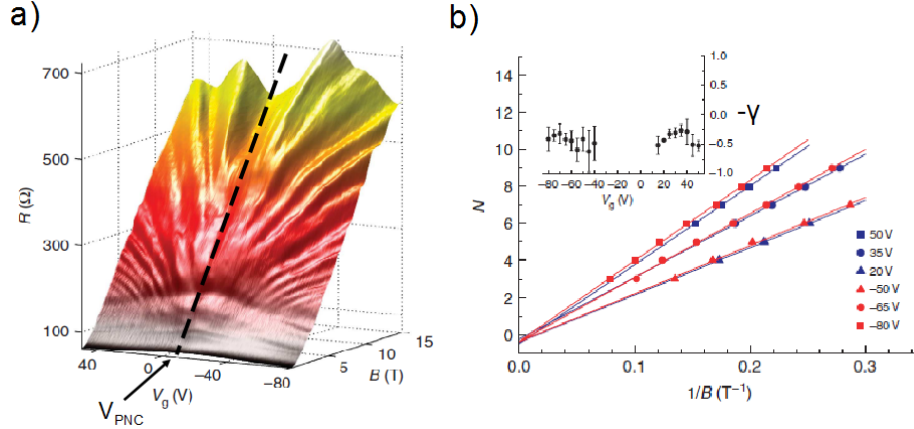 a)
700
500
300
100
R (Ω)
40
0
−40
−80
V_g (V)
5
10
15
B (T)
V_PNC
b)
14
12
10
8
6
4
2
0
N
0.0
0.1
0.2
0.3
1/B (T⁻¹)
1.0
0.5
0.0
−0.5
−1.0
-γ
−80 −60 −40 −20 0 20 40
V_g (V)
50 V
35 V
20 V
−50 V
−65 V
−80 V